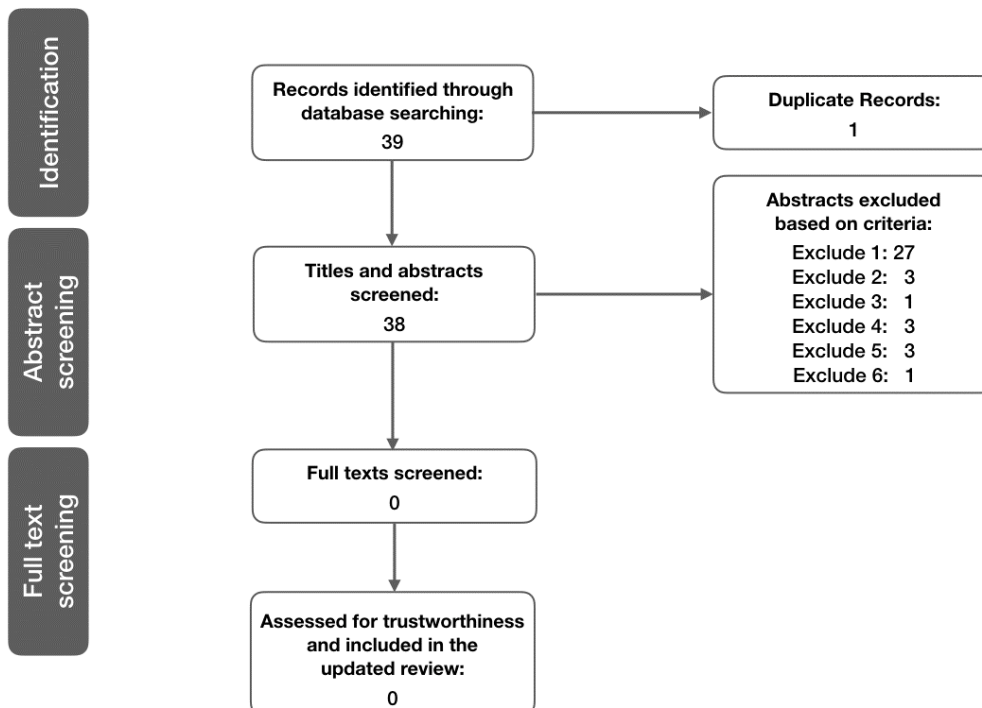 Identification
Records identified through
database searching:
39
Duplicate Records:
1
Abstract
screening
Titles and abstracts
screened:
38
Abstracts excluded
based on criteria:
Exclude 1: 27
Exclude 2: 3
Exclude 3: 1
Exclude 4: 3
Exclude 5: 3
Exclude 6: 1
Full text
screening
Full texts screened:
0
Assessed for trustworthiness
and included in the
updated review:
0